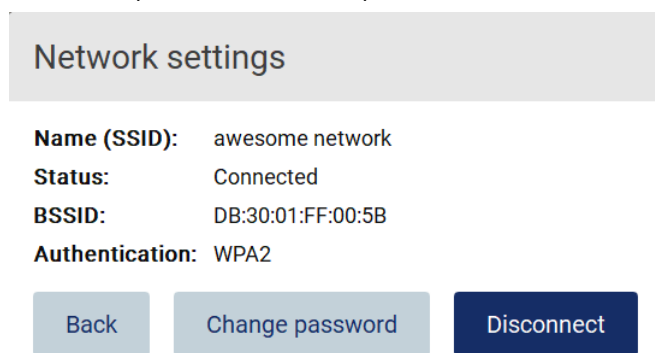 Network settings
Name (SSID): awesome network
Status: Connected
BSSID: DB:30:01:FF:00:5B
Authentication: WPA2
Back Change password Disconnect